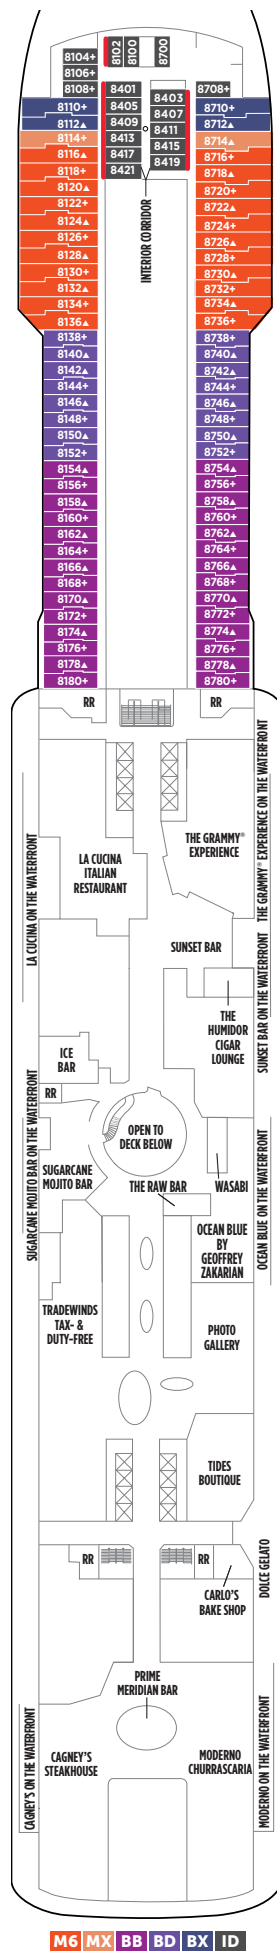 8102
8100
8700
8104+
8106+
8108+
8401
8405
8409
8413
8417
8421
8403
8407
8411
8415
8419
8708+
8110+
8112▲
8114+
8116▲
8118+
8120▲
8122+
8124▲
8126+
8128▲
8130+
8132▲
8134+
8136▲
8138+
8140▲
8142▲
8144+
8146▲
8148+
8150▲
8152+
8154▲
8156+
8158▲
8160+
8162▲
8164+
8166▲
8168+
8170▲
8172+
8174▲
8176+
8178▲
8180+
INTERIOR CORRIDOR
8710+
8712▲
8714▲
8716+
8718▲
8720+
8722▲
8724+
8726▲
8728+
8730▲
8732+
8734▲
8736+
8738+
8740▲
8742▲
8744+
8746▲
8748+
8750▲
8752+
8754▲
8756+
8758▲
8760+
8762▲
8764+
8766▲
8768+
8770▲
8772+
8774▲
8776+
8778▲
8780+
RR
RR
THE GRAMMY® EXPERIENCE ON THE WATERFRONT
THE GRAMMY®
EXPERIENCE
LA CUCINA ON THE WATERFRONT
LA CUCINA
ITALIAN
RESTAURANT
SUNSET BAR
SUNSET BAR ON THE WATERFRONT
THE
HUMIDOR
CIGAR
LOUNGE
ICE
BAR
RR
SUGARCANE MOJITO BAR ON THE WATERFRONT
OPEN TO
DECK BELOW
SUGARCANE
MOJITO BAR
THE RAW BAR
WASABI
OCEAN BLUE ON THE WATERFRONT
OCEAN BLUE
BY
GEOFFREY
ZAKARIAN
TRADEWINDS
TAX- &
DUTY-FREE
PHOTO
GALLERY
TIDES
BOUTIQUE
RR
RR
DOLCE GELATO
CARLO'S
BAKE SHOP
PRIME
MERIDIAN BAR
CAGNEY'S ON THE WATERFRONT
CAGNEY'S
STEAKHOUSE
MODERNO
CHURRASCARIA
MODERNO ON THE WATERFRONT
M6 MX BB BD BX ID